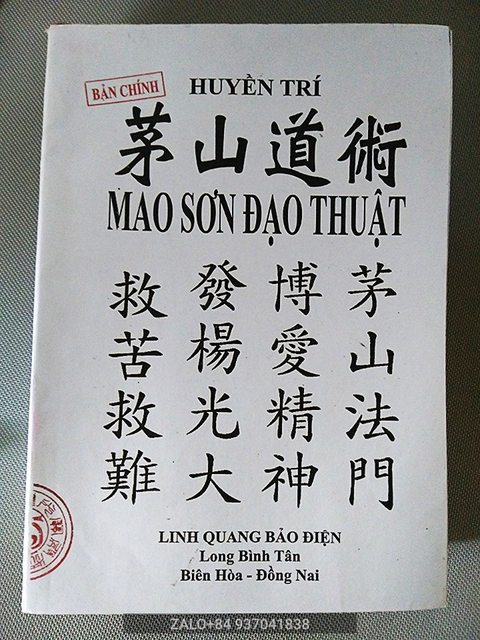 BẢN CHÍNH
HUYỀN TRÍ
茅山道術
MAO SƠN ĐẠO THUẬT
茅山法門
博愛精神
發楊光大
救苦救難
LINH QUANG BẢO ĐIỆN
Long Bình Tân
Biên Hòa - Đồng Nai
ZALO+84 937041838